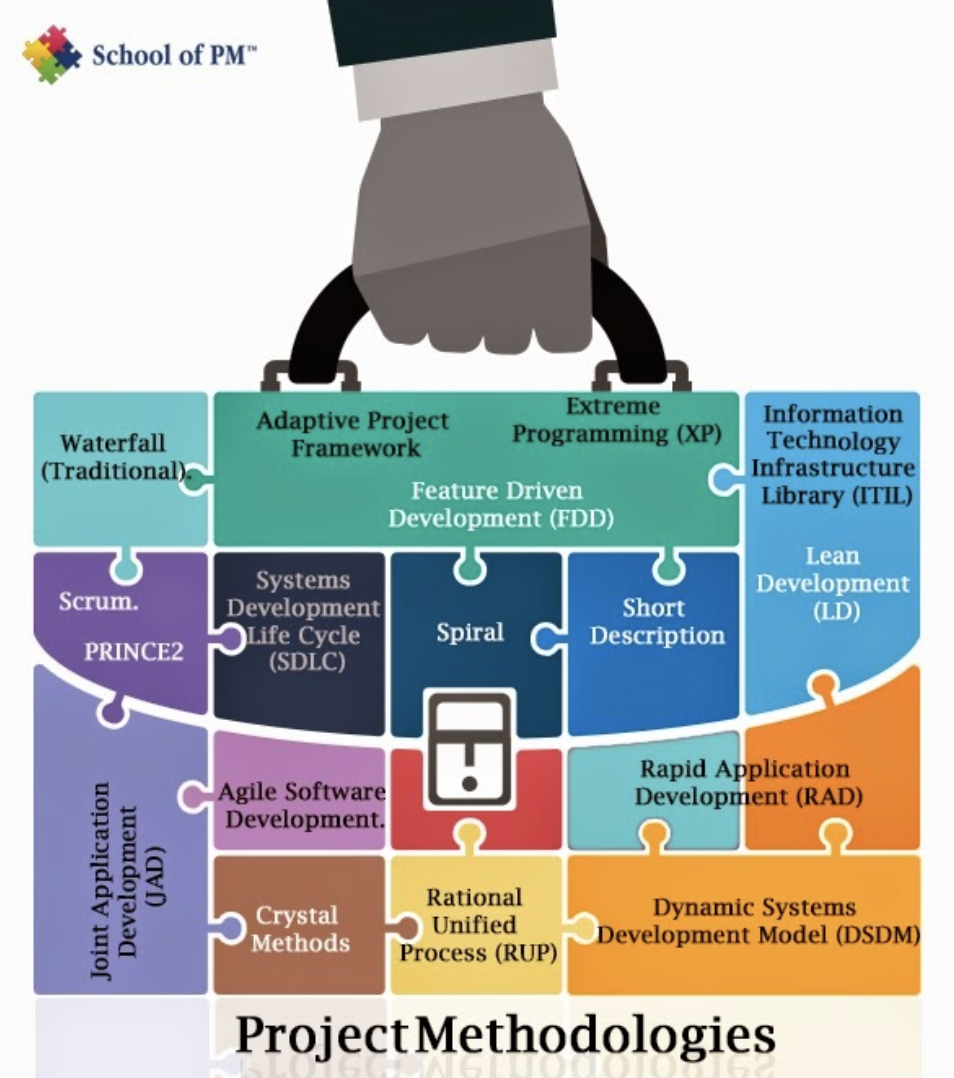 School of PM™
Waterfall
(Traditional).
Adaptive Project
Framework
Extreme
Programming (XP)
Feature Driven
Development (FDD)
Information
Technology
Infrastructure
Library (ITIL)
Lean
Development
(LD)
Scrum.
PRINCE2
Systems
Development
Life Cycle
(SDLC)
Spiral
Short
Description
Joint Application
Development
(JAD)
Agile Software
Development.
Rapid Application
Development (RAD)
Crystal
Methods
Rational
Unified
Process (RUP)
Dynamic Systems
Development Model (DSDM)
Project Methodologies